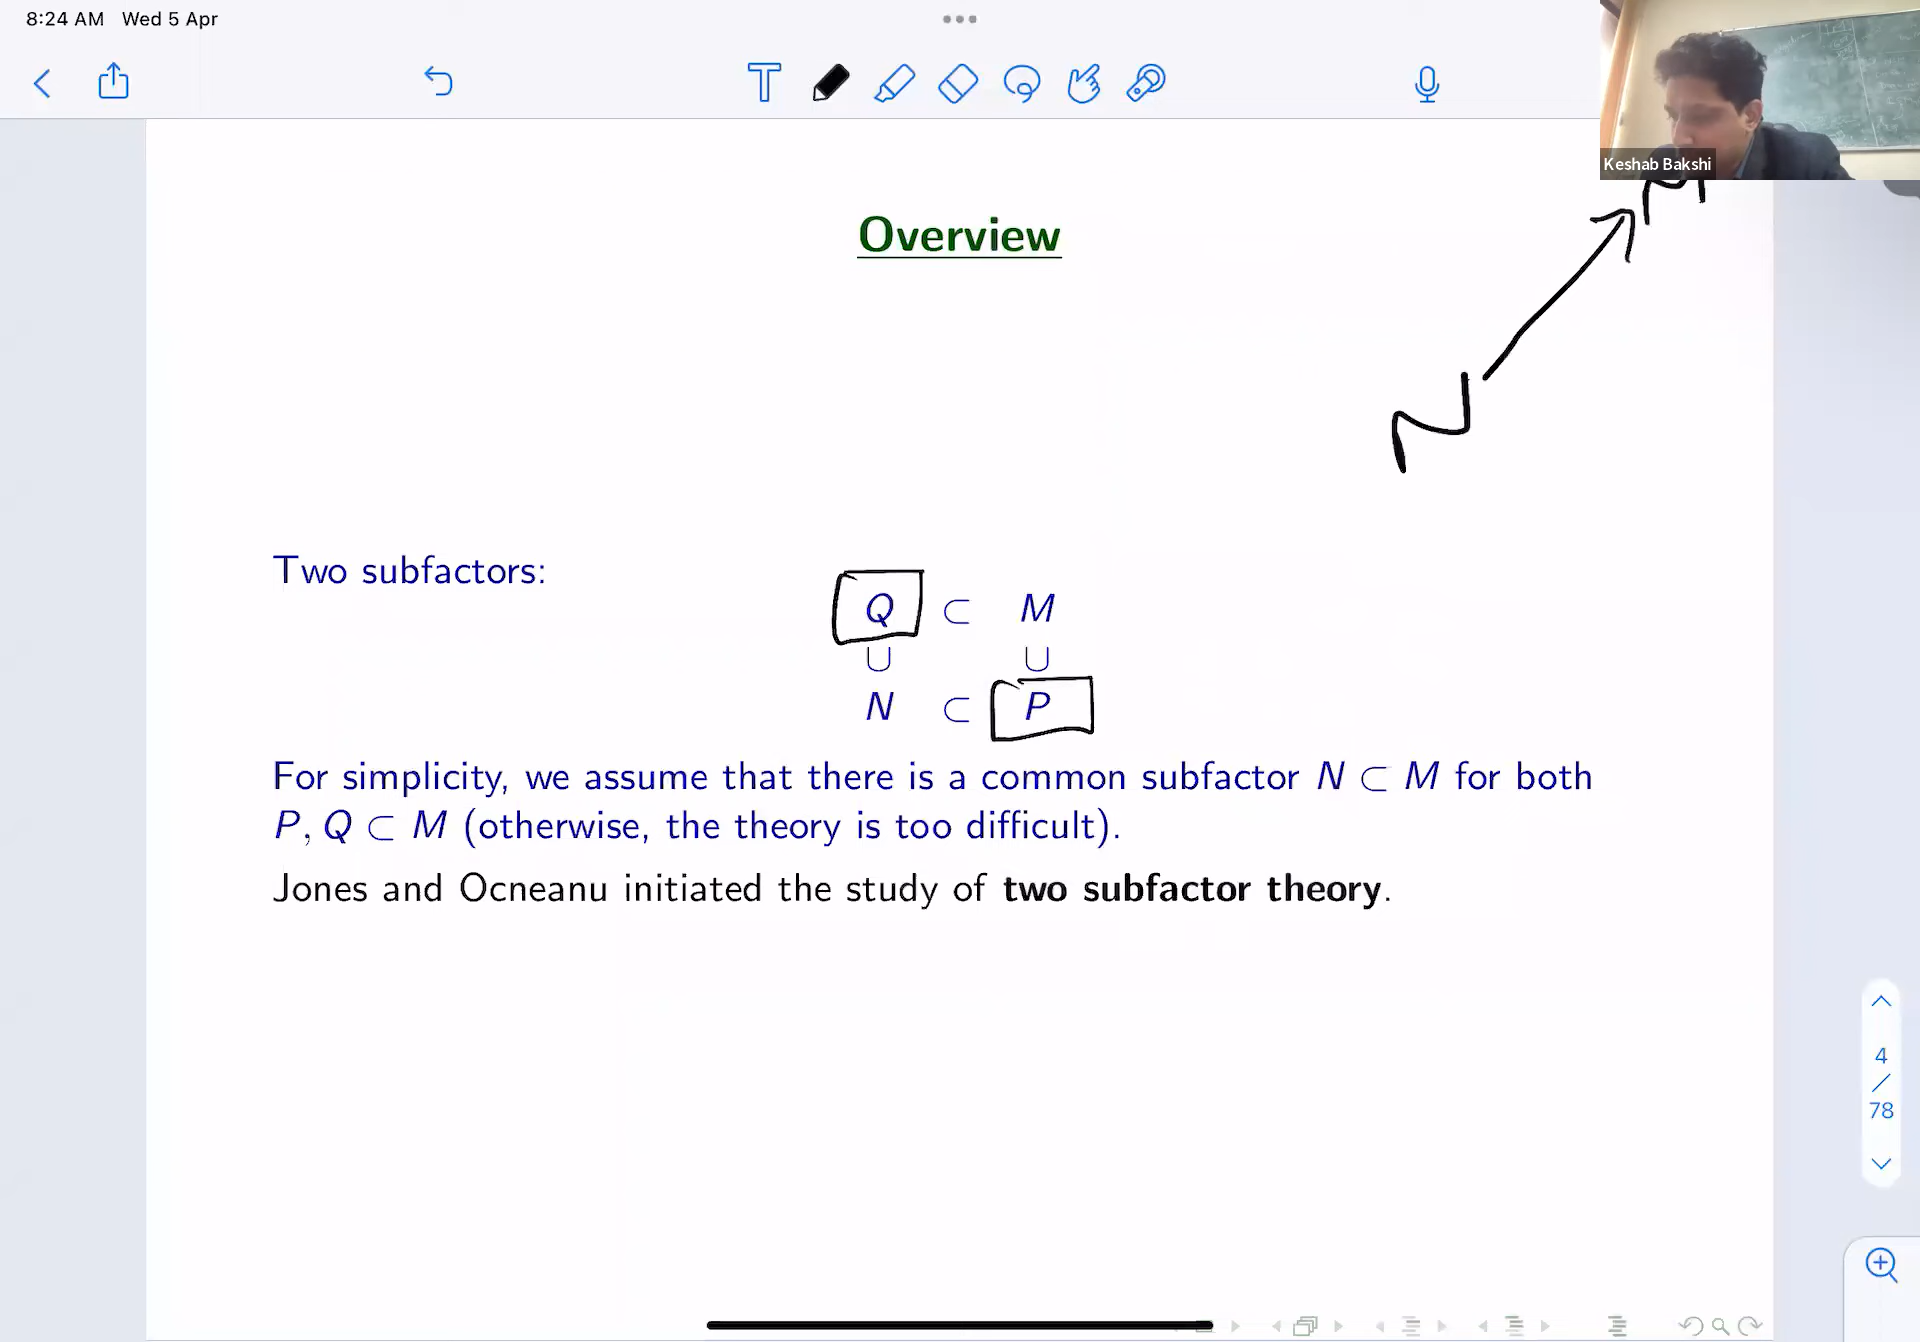 8:24 AM Wed 5 Apr
T
Keshab Bakshi
M
Overview
N
Two subfactors:
Q ⊂ M
∪ ∪
N ⊂ P
For simplicity, we assume that there is a common subfactor N ⊂ M for both
P, Q ⊂ M (otherwise, the theory is too difficult).
Jones and Ocneanu initiated the study of two subfactor theory.
4
/
78